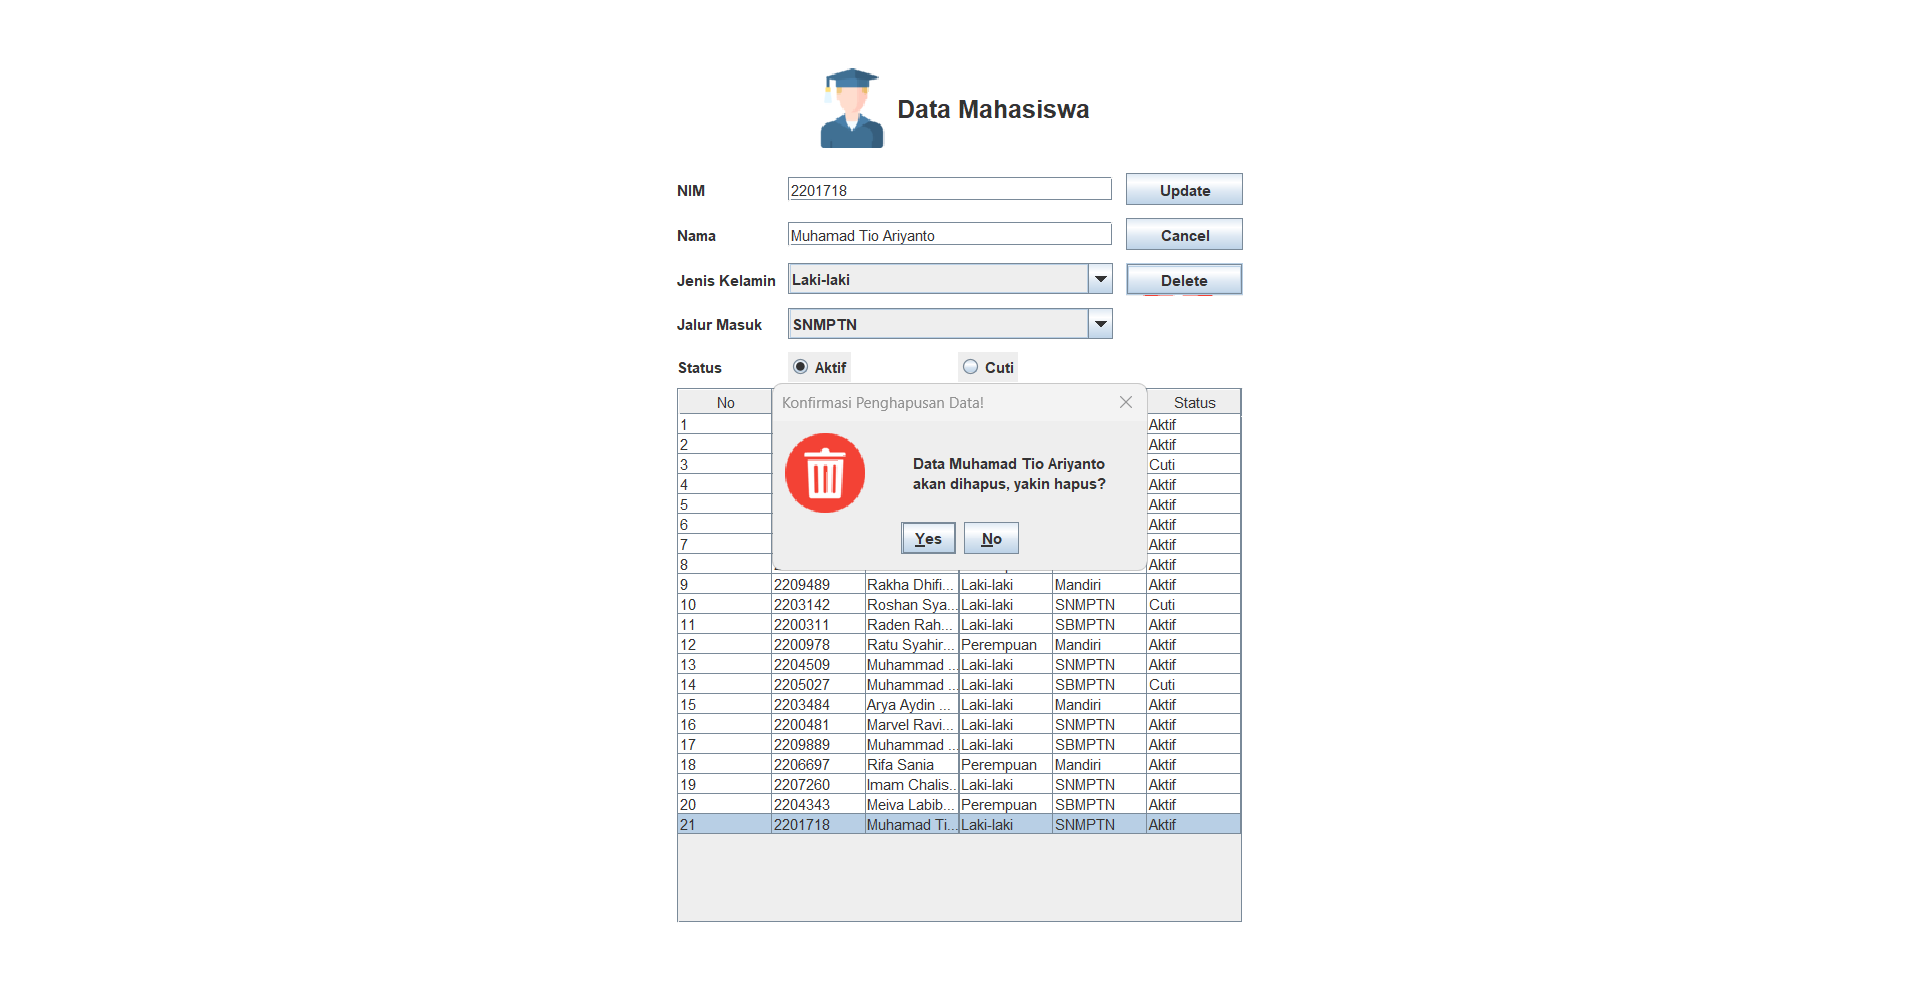 Data Mahasiswa
NIM 2201718 Update
Nama Muhamad Tio Ariyanto Cancel
Jenis Kelamin Laki-laki Delete
Jalur Masuk SNMPTN
Status Aktif Cuti
No Konfirmasi Penghapusan Data! Status
1 Aktif
2 Aktif
3 Data Muhamad Tio Ariyanto Cuti
4 akan dihapus, yakin hapus? Aktif
5 Aktif
6 Aktif
7 Yes No Aktif
8 Aktif
9 2209489 Rakha Dhifi... Laki-laki Mandiri Aktif
10 2203142 Roshan Sya... Laki-laki SNMPTN Cuti
11 2200311 Raden Rah... Laki-laki SBMPTN Aktif
12 2200978 Ratu Syahir... Perempuan Mandiri Aktif
13 2204509 Muhammad ... Laki-laki SNMPTN Aktif
14 2205027 Muhammad ... Laki-laki SBMPTN Cuti
15 2203484 Arya Aydin ... Laki-laki Mandiri Aktif
16 2200481 Marvel Ravi... Laki-laki SNMPTN Aktif
17 2209889 Muhammad ... Laki-laki SBMPTN Aktif
18 2206697 Rifa Sania Perempuan Mandiri Aktif
19 2207260 Imam Chalis... Laki-laki SNMPTN Aktif
20 2204343 Meiva Labib... Perempuan SBMPTN Aktif
21 2201718 Muhamad Ti... Laki-laki SNMPTN Aktif